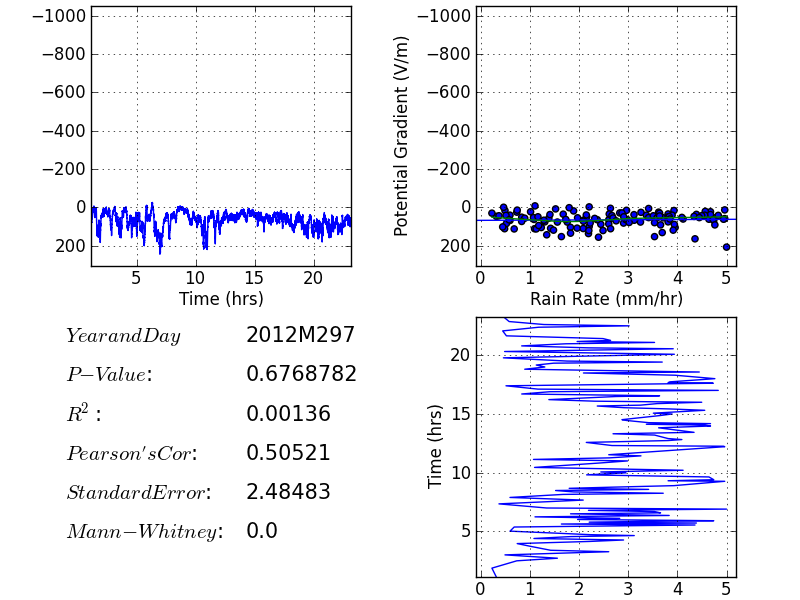 −1000
−800
−600
−400
−200
0
200
5 10 15 20
Time (hrs)
Potential Gradient (V/m)
−1000
−800
−600
−400
−200
0
200
0 1 2 3 4 5
Rain Rate (mm/hr)
YearandDay 2012M297
P−Value: 0.6768782
R²: 0.00136
Pearson'sCor: 0.50521
StandardError: 2.48483
Mann−Whitney: 0.0
Time (hrs)
20
15
10
5
0 1 2 3 4 5